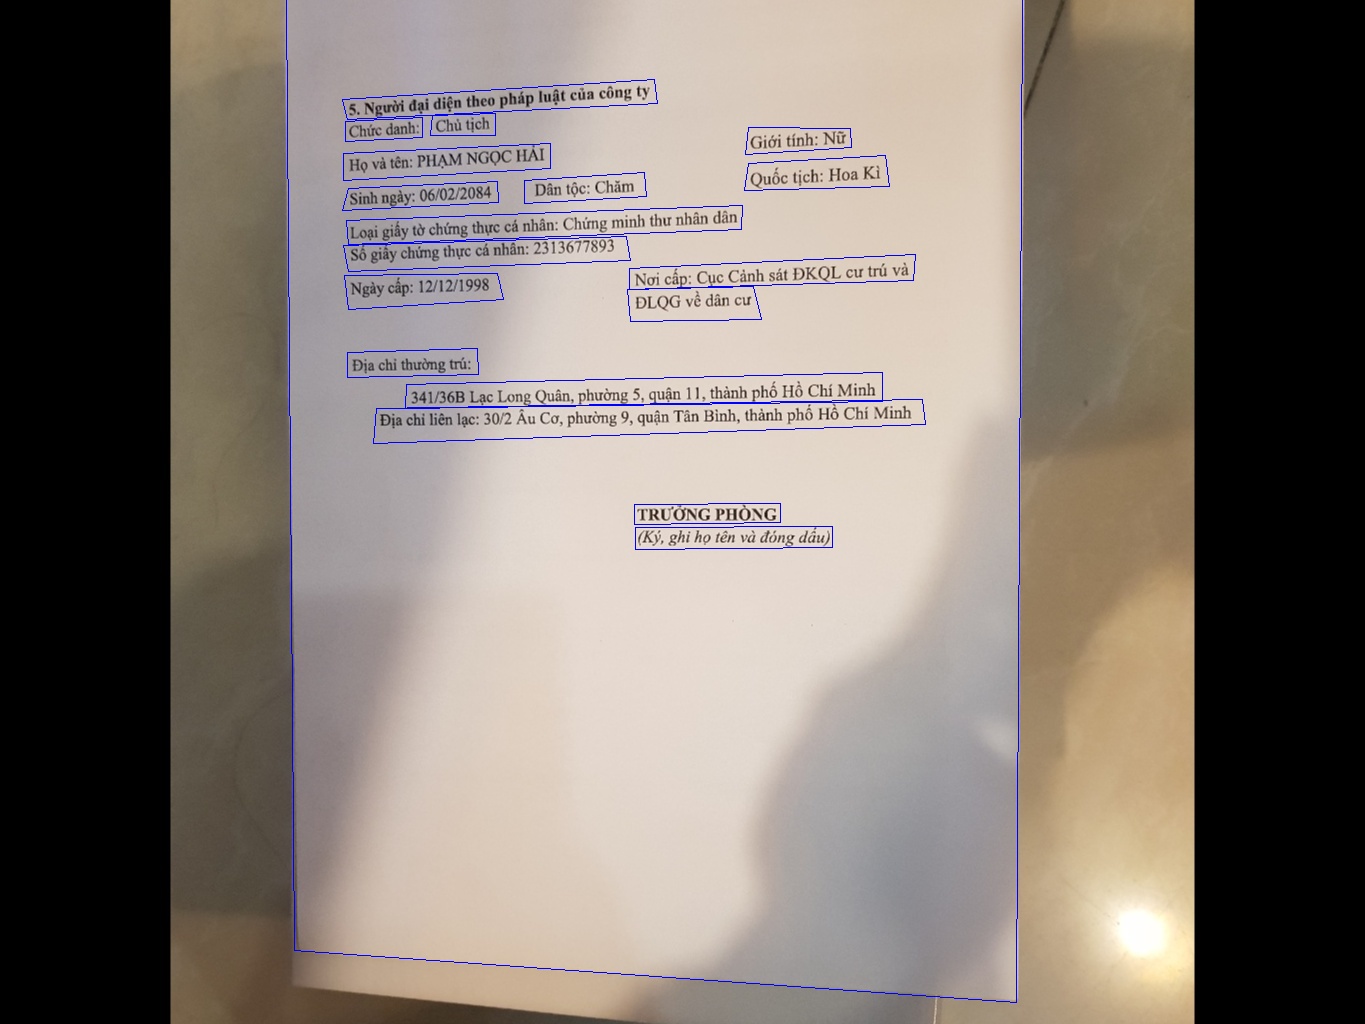 5. Người đại diện theo pháp luật của công ty
Chức danh: Chủ tịch
Họ và tên: PHẠM NGỌC HẢI Giới tính: Nữ
Sinh ngày: 06/02/2084 Dân tộc: Chăm Quốc tịch: Hoa Kì
Loại giấy tờ chứng thực cá nhân: Chứng minh thư nhân dân
Số giấy chứng thực cá nhân: 2313677893
Ngày cấp: 12/12/1998 Nơi cấp: Cục Cảnh sát ĐKQL cư trú và
ĐLQG về dân cư
Địa chỉ thường trú:
341/36B Lạc Long Quân, phường 5, quận 11, thành phố Hồ Chí Minh
Địa chỉ liên lạc: 30/2 Âu Cơ, phường 9, quận Tân Bình, thành phố Hồ Chí Minh
TRƯỞNG PHÒNG
(Ký, ghi họ tên và đóng dấu)